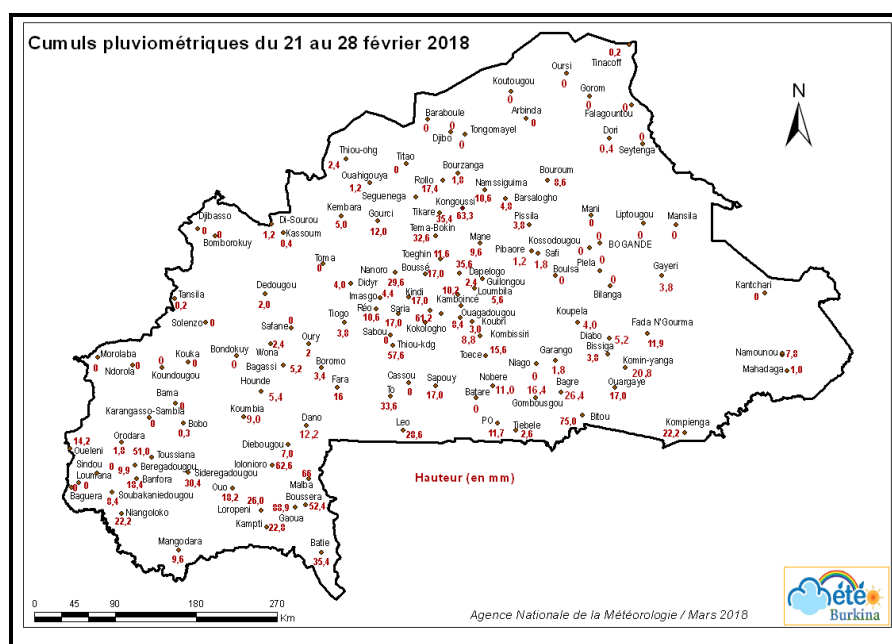 Cumuls pluviométriques du 21 au 28 février 2018
0,2
Tinacoff
Oursi
0
Koutougou
0
Gorom
0
Falagountou
0
Baraboule
0
Djibo
0
Tongomayel
0
Arbinda
0
Dori
0,4
Seytenga
0
N
Thiou-ohg
2,4
Titao
0
Ouahigouya
1,2
Bourzanga
1,8
Rollo
17,4
Seguenega
Namssiguima
10,6
Bouroum
8,6
Barsalogho
4,8
Kongoussi
63,3
Tikare
35,4
Kembara
5,0
Gourci
12,0
Tema-Bokin
32,6
Pissila
3,8
Mani
0
Liptougou
0
Mansila
0
Djibasso
0
Bomborokuy
0
Di-Sourou
1,2
Kassoum
0,4
Mane
9,6
Pibaore
1,2
Kossodougou
0
Safi
1,8
BOGANDE
0
Toeghin
11,6
Toma
0
Nanoro
29,6
Boussé
17,0
35,6
Dapelogo
2,4
Guilongou
Boulsa
0
Piela
0
Bilanga
0
Gayeri
3,8
Kantchari
0
Didyr
4,0
Imasgo
4,4
Kindi
17,0
10,2
Loumbila
5,6
Kamboincé
Tansila
0,2
Dedougou
2,0
Réo
10,6
Saria
17,0
61,2
Ouagadougou
8,4
Koubri
3,0
Kokologho
Solenzo
0
Safane
0
Tiogo
3,8
Sabou
0
Thiou-kdg
57,6
Kombissiri
8,8
Koupela
4,0
Diabo
5,2
Fada N'Gourma
11,9
Bissiga
3,8
Morolaba
0
Ndorola
0
Koundougou
0
Kouka
0
Bondokuy
0
Wona
2,4
Oury
2
Bagassi
5,2
Boromo
3,4
Toece
15,6
Niago
0
Garango
1,8
Komin-yanga
20,8
Namounou
7,8
Mahadaga
1,0
Hounde
5,4
Fara
16
To
33,6
Cassou
0
Sapouy
17,0
Nobere
11,0
Batare
0
Gombousgou
16,4
Bagre
26,4
Ouargaye
17,0
Bama
0
Karangasso-Sambla
0
Bobo
0,3
Koumbia
9,0
Dano
12,2
Leo
28,6
PO
11,7
Tiebele
2,6
Bitou
75,0
Kompienga
22,2
14,2
Oueleni
Orodara
1,8
Toussiana
51,0
Diebougou
7,0
Sindou
0
Beregadougou
9,9
Sideregadougou
30,4
Iolonioro
62,6
66
Malba
Loumana
0
0
Baguera
Banfora
18,4
Soubakaniedougou
8,4
Niangoloko
22,2
Ouo
18,2
26,0
Loropeni
Boussera
52,4
88,9
Gaoua
Kampti
22,8
Mangodara
9,6
Batie
35,4
Hauteur (en mm)
0 45 90 180 270
Km
Agence Nationale de la Météorologie / Mars 2018
météo
Burkina